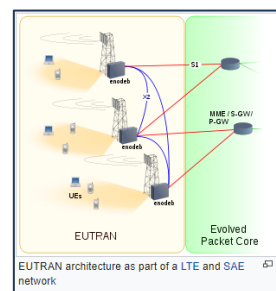 S1
enodeb
X2
MME / S-GW/
P-GW
enodeb
UEs
enodeb
EUTRAN
Evolved
Packet Core
EUTRAN architecture as part of a LTE and SAE
network